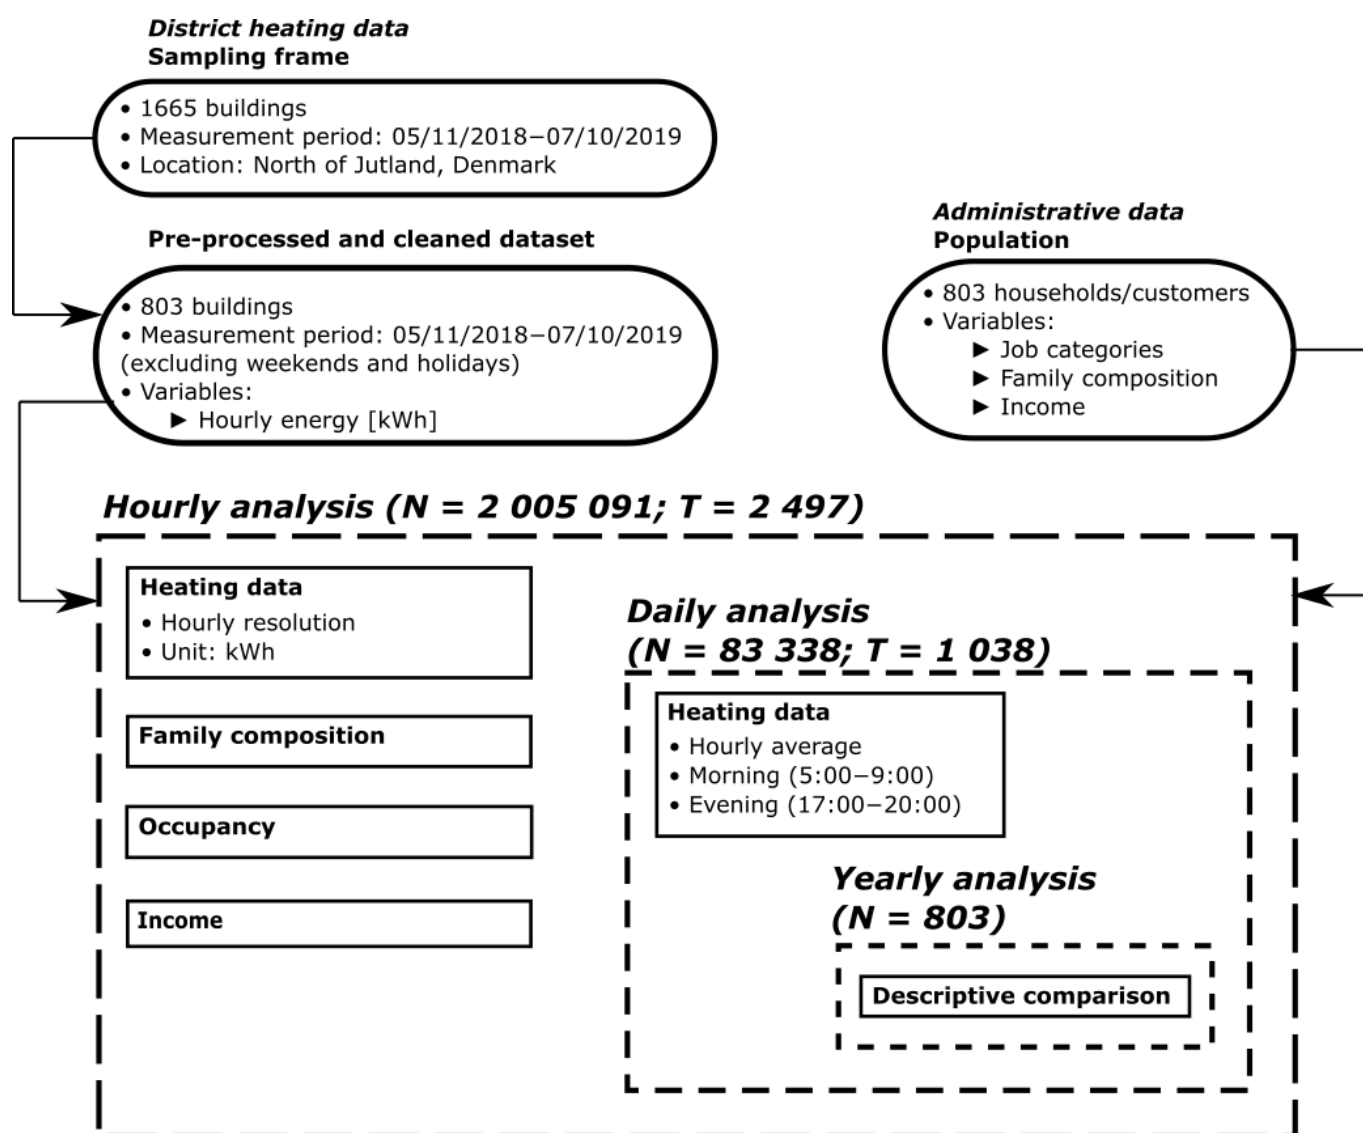 District heating data
Sampling frame
• 1665 buildings
• Measurement period: 05/11/2018−07/10/2019
• Location: North of Jutland, Denmark
Pre-processed and cleaned dataset
• 803 buildings
• Measurement period: 05/11/2018−07/10/2019
(excluding weekends and holidays)
• Variables:
► Hourly energy [kWh]
Administrative data
Population
• 803 households/customers
• Variables:
► Job categories
► Family composition
► Income
Hourly analysis (N = 2 005 091; T = 2 497)
Heating data
• Hourly resolution
• Unit: kWh
Family composition
Occupancy
Income
Daily analysis
(N = 83 338; T = 1 038)
Heating data
• Hourly average
• Morning (5:00−9:00)
• Evening (17:00−20:00)
Yearly analysis
(N = 803)
Descriptive comparison